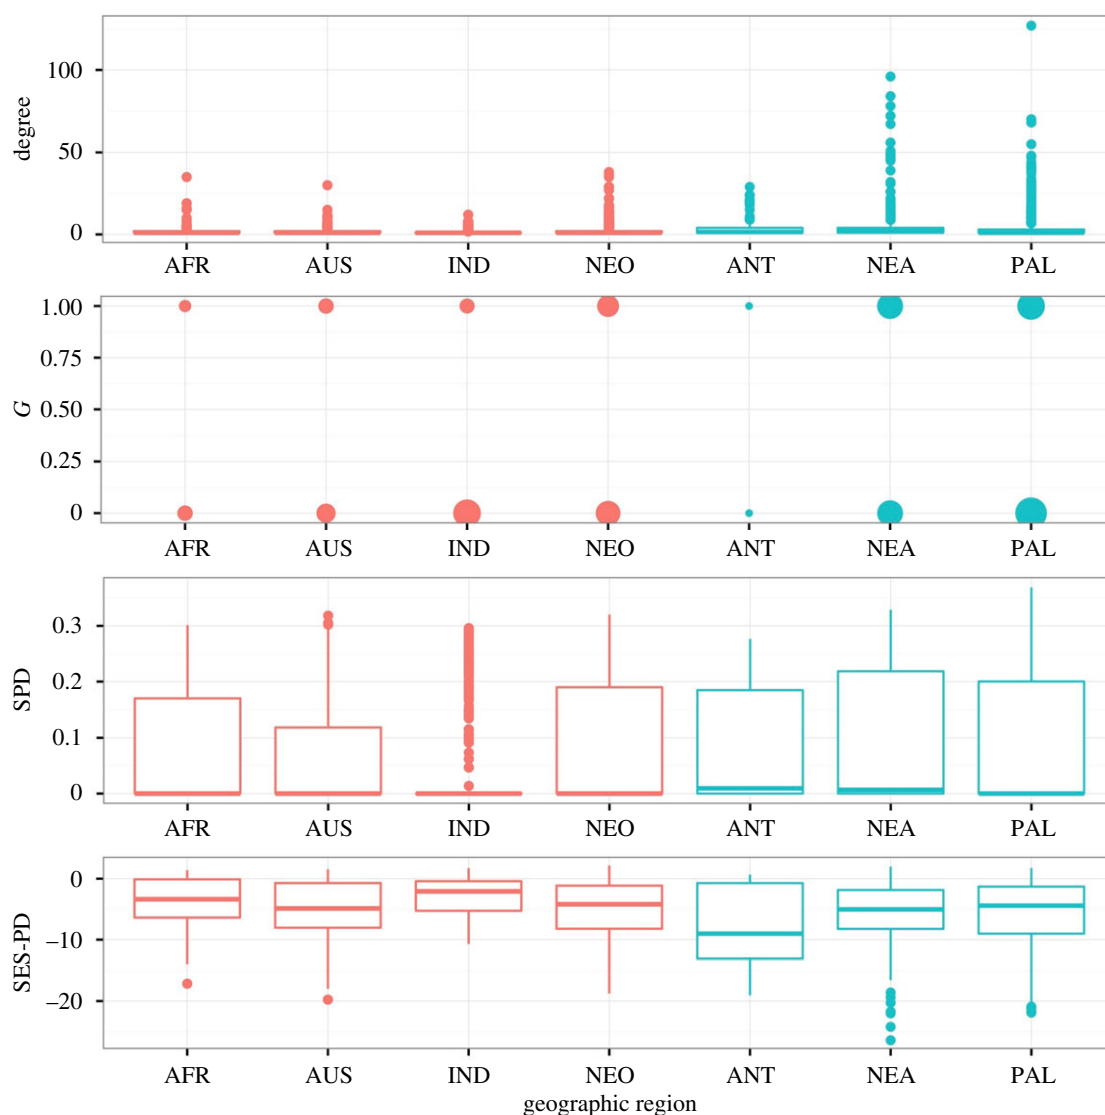 degree
100
50
0
AFR AUS IND NEO ANT NEA PAL
G
1.00
0.75
0.50
0.25
0
AFR AUS IND NEO ANT NEA PAL
SPD
0.3
0.2
0.1
0
AFR AUS IND NEO ANT NEA PAL
SES-PD
0
–10
–20
AFR AUS IND NEO ANT NEA PAL
geographic region